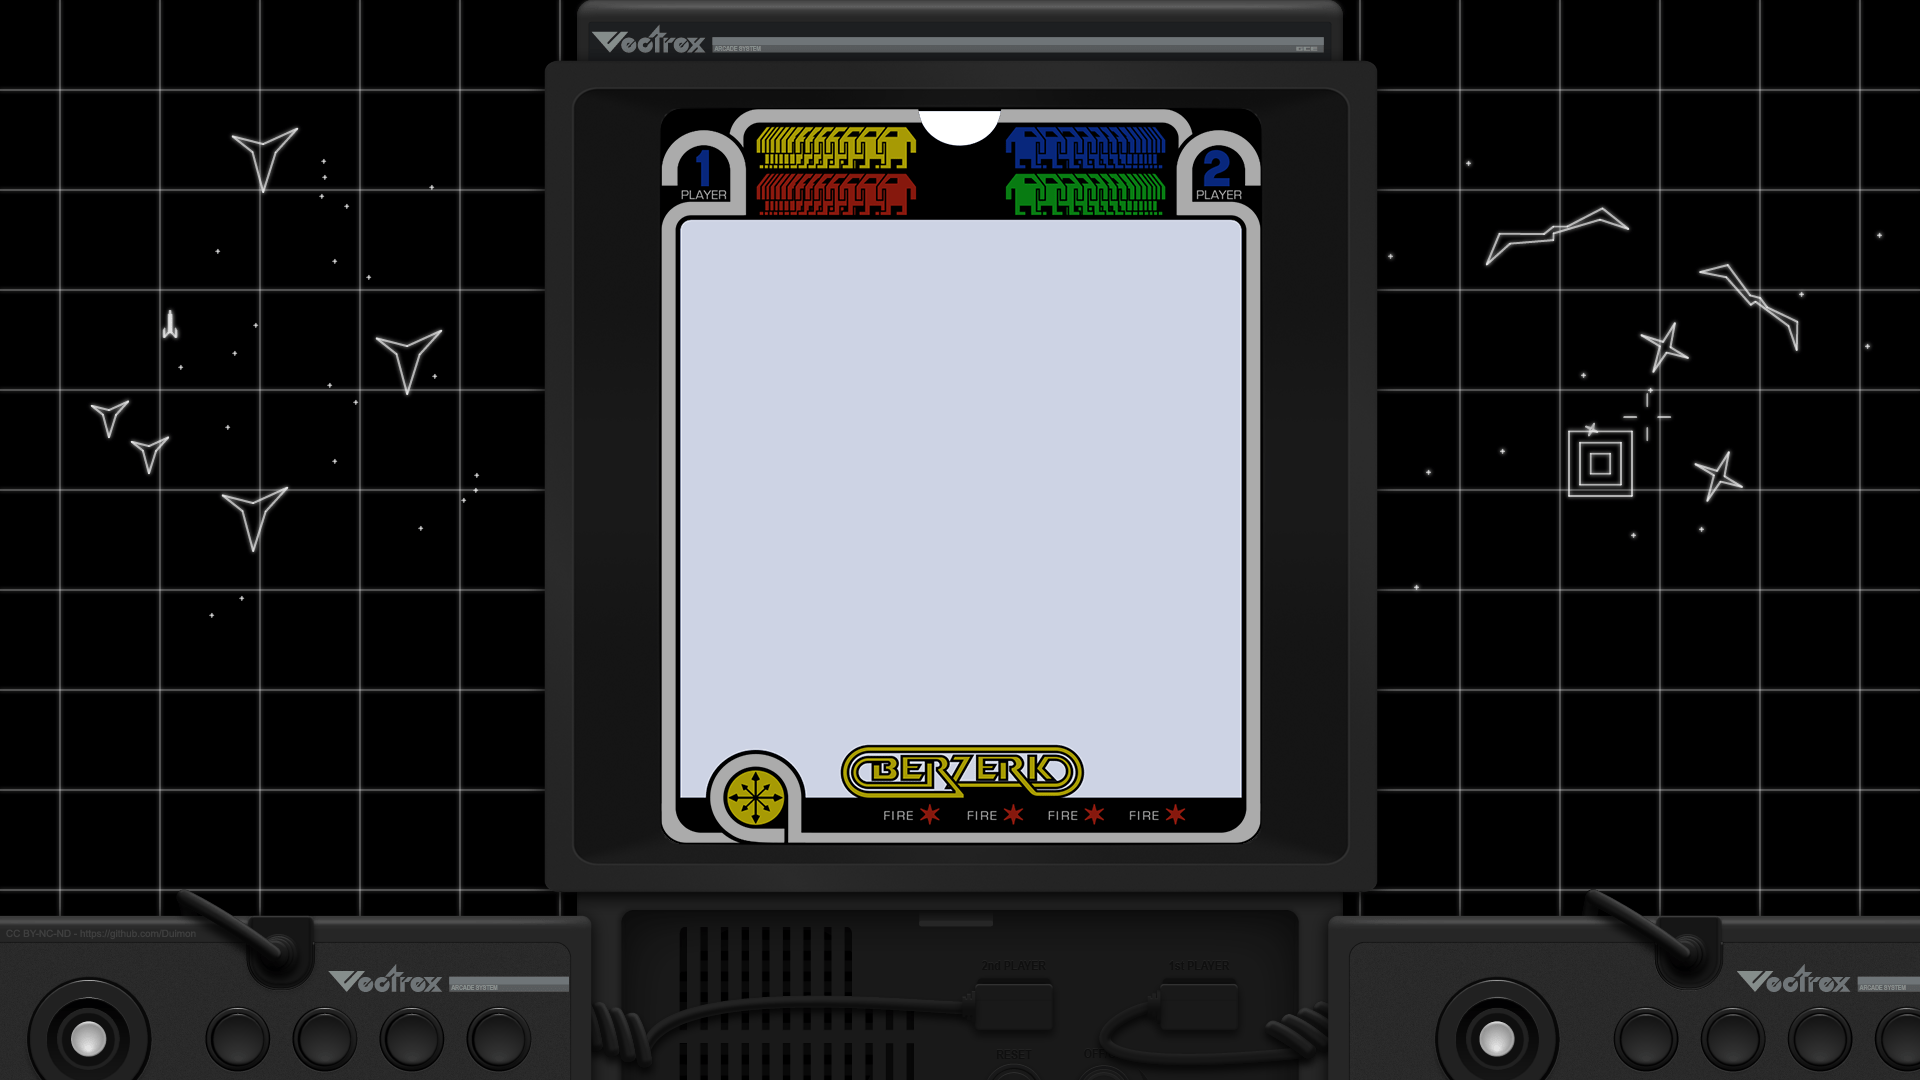 Vectrex
ARCADE SYSTEM
GCE
1
PLAYER
2
PLAYER
BERZERK
FIRE FIRE FIRE FIRE
CC BY-NC-ND - https://github.com/Duimon
Vectrex
ARCADE SYSTEM
2nd PLAYER
1st PLAYER
RESET
Vectrex
ARCADE SYSTEM